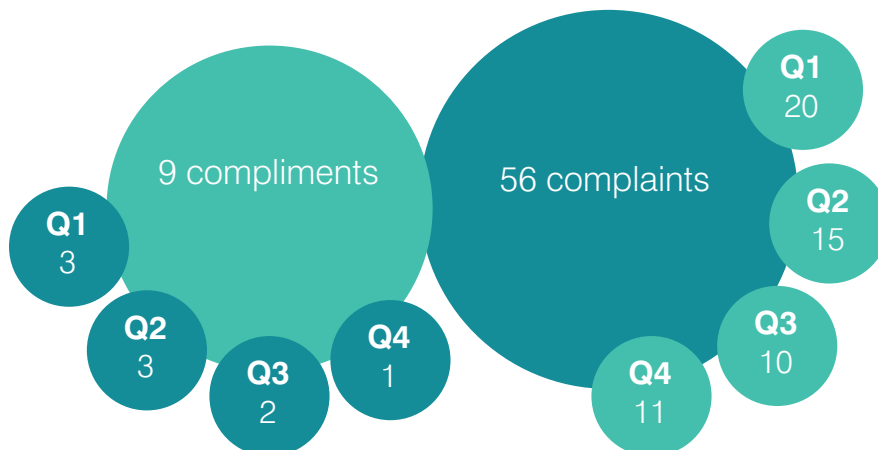 9 compliments
Q1
3
Q2
3
Q3
2
Q4
1
56 complaints
Q1
20
Q2
15
Q3
10
Q4
11